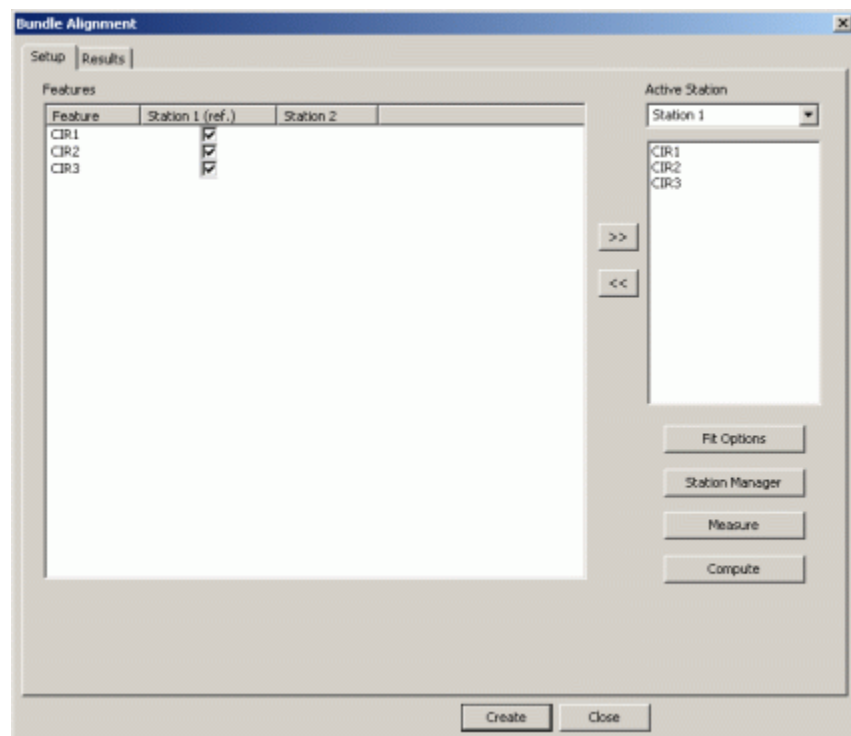 Bundle Alignment
Setup Results
Features
Feature Station 1 (ref.) Station 2
CIR1
CIR2
CIR3
>>
<<
Active Station
Station 1
CIR1
CIR2
CIR3
Fit Options
Station Manager
Measure
Compute
Create Close